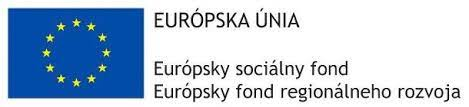 EURÓPSKA ÚNIA
Európsky sociálny fond
Európsky fond regionálneho rozvoja